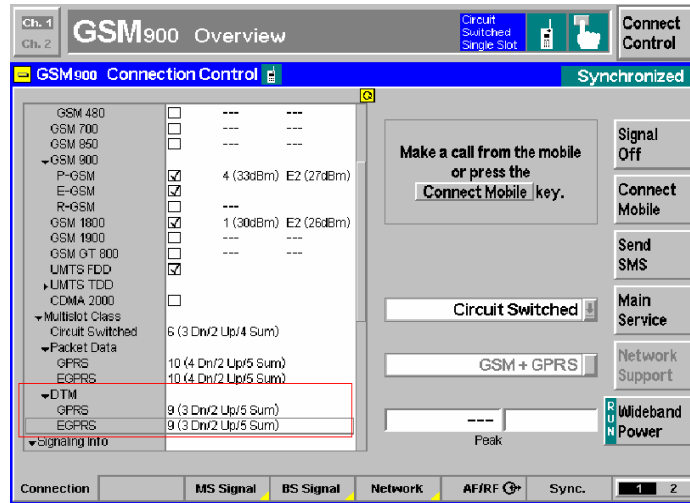 Ch. 1
Ch. 2
GSM900 Overview
Circuit
Switched
Single Slot
Connect
Control
GSM900 Connection Control
Synchronized
GSM 480 --- ---
GSM 700 --- ---
GSM 850 --- ---
GSM 900
P-GSM 4 (33dBm) E2 (27dBm)
E-GSM
R-GSM ---
GSM 1800 1 (30dBm) E2 (26dBm)
GSM 1900 --- ---
GSM GT 800 --- ---
UMTS FDD
UMTS TDD
CDMA 2000
Multislot Class
Circuit Switched 6 (3 Dn/2 Up/4 Sum)
Packet Data
GPRS 10 (4 Dn/2 Up/5 Sum)
EGPRS 10 (4 Dn/2 Up/5 Sum)
DTM
GPRS 9 (3 Dn/2 Up/5 Sum)
EGPRS 9 (3 Dn/2 Up/5 Sum)
Signaling Info
Make a call from the mobile
or press the
Connect Mobile key.
Circuit Switched
GSM + GPRS
---
Peak
Signal
Off
Connect
Mobile
Send
SMS
Main
Service
Network
Support
RUN
Wideband
Power
Connection
MS Signal
BS Signal
Network
AF/RF
Sync.
1 2